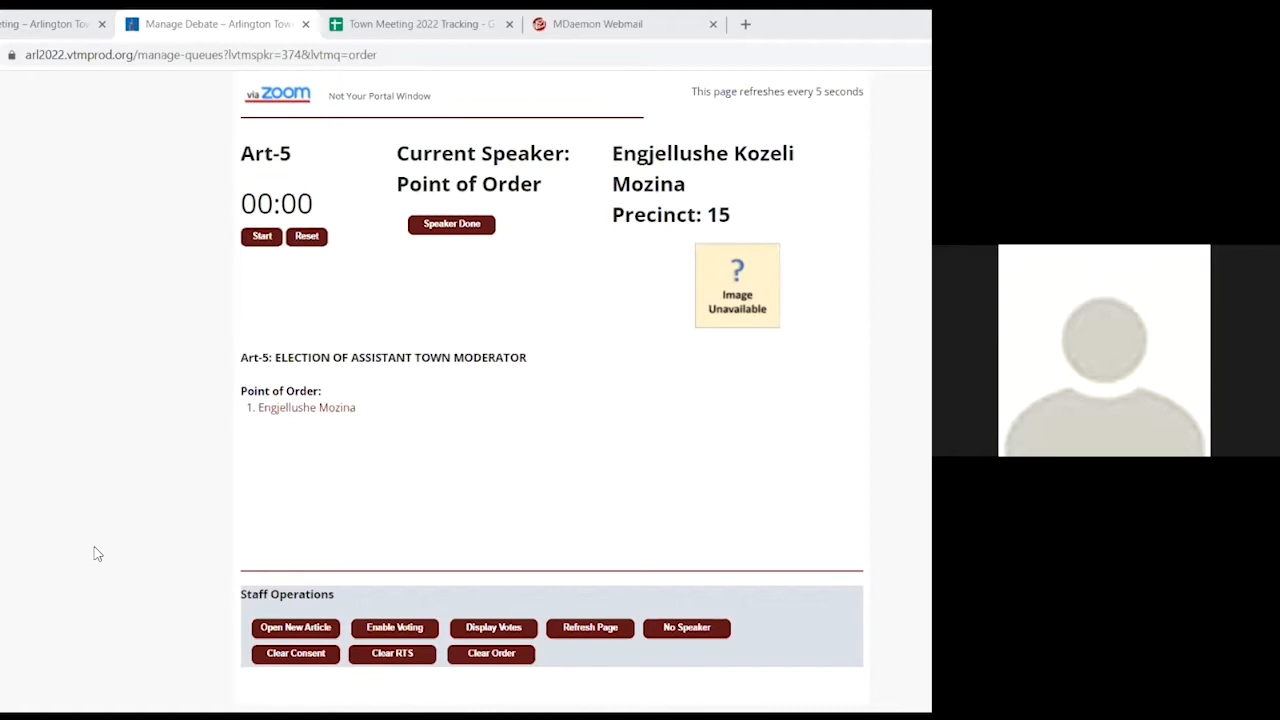 eting – Arlington Tow
Manage Debate – Arlington Town
Town Meeting 2022 Tracking - G
MDaemon Webmail
arl2022.vtmprod.org/manage-queues?lvtmspkr=374&lvtmq=order
via zoom
Not Your Portal Window
This page refreshes every 5 seconds
Art-5
Current Speaker:
Point of Order
Engjellushe Kozeli
Mozina
Precinct: 15
00:00
Start
Reset
Speaker Done
?
Image
Unavailable
Art-5: ELECTION OF ASSISTANT TOWN MODERATOR
Point of Order:
1. Engjellushe Mozina
Staff Operations
Open New Article
Enable Voting
Display Votes
Refresh Page
No Speaker
Clear Consent
Clear RTS
Clear Order